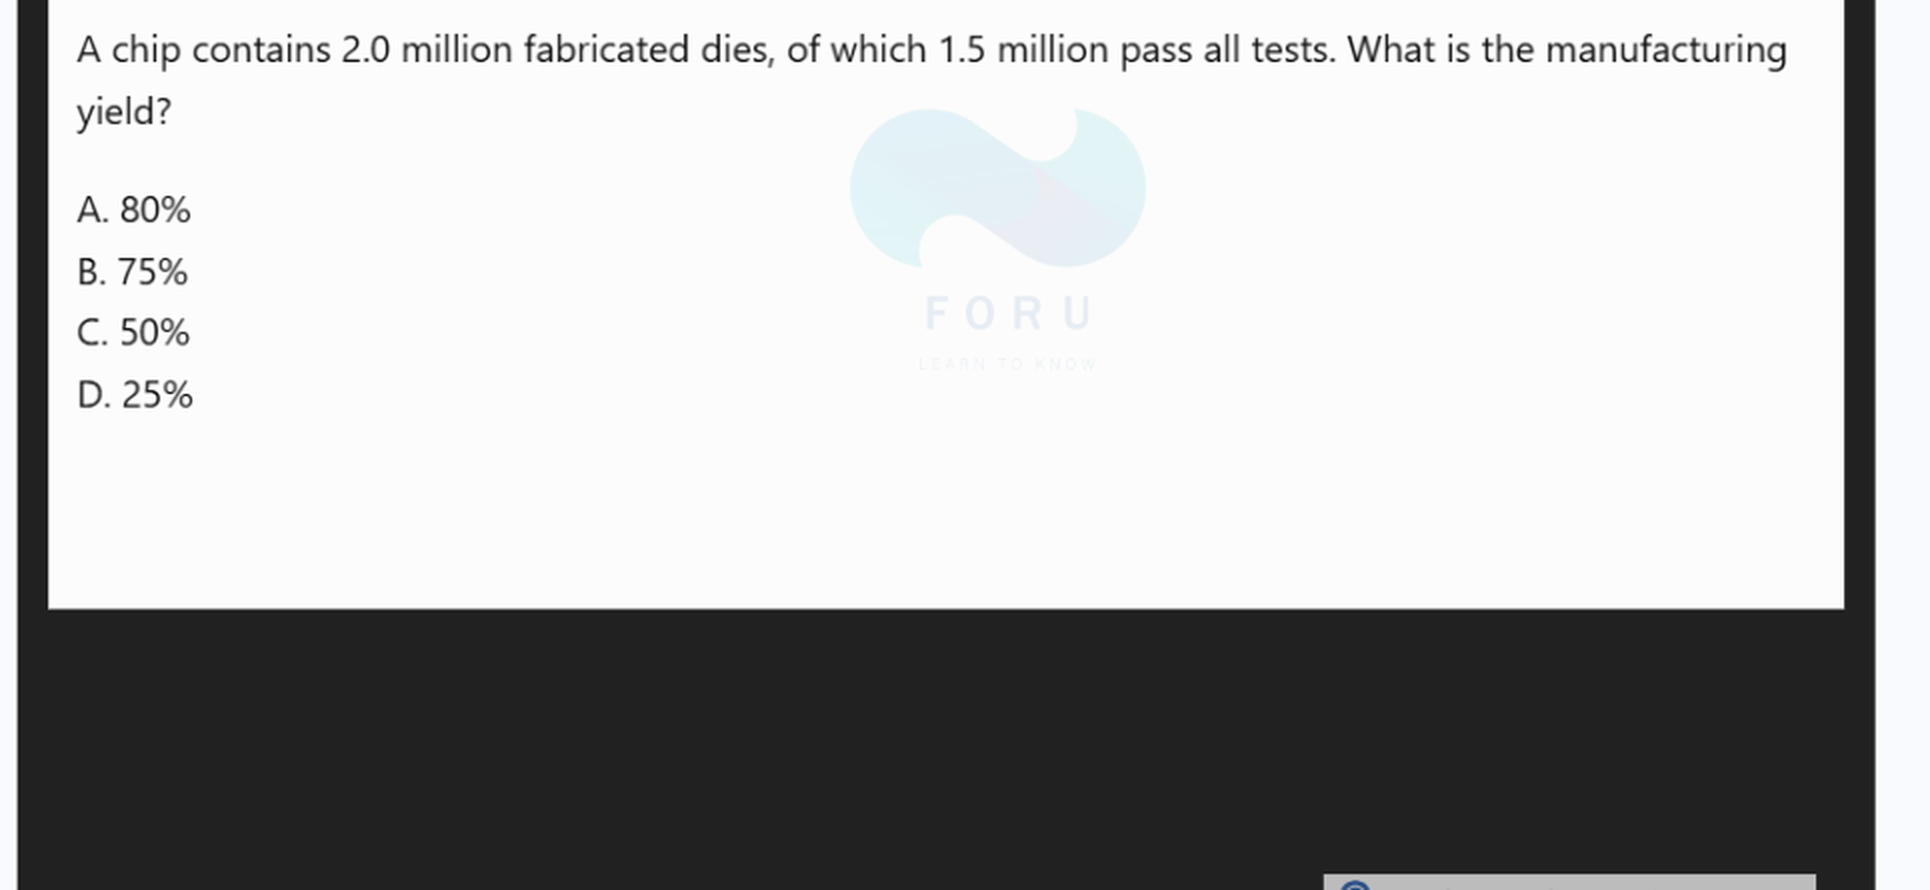 A chip contains 2.0 million fabricated dies, of which 1.5 million pass all tests. What is the manufacturing
yield?
A. 80%
B. 75%
C. 50%
D. 25%
FORU
LEARN TO KNOW